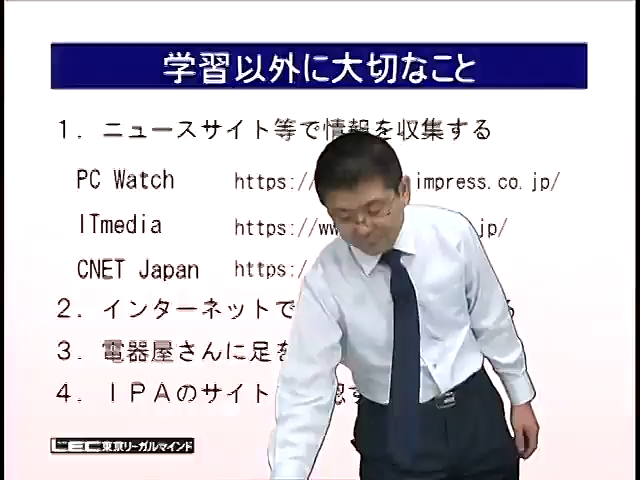 学習以外に大切なこと
1. ニュースサイト等で情報を収集する
PC Watch https:// impress.co.jp/
ITmedia https://ww jp/
CNET Japan https:/
2. インターネットで る
3. 電器屋さんに足を
4. IPAのサイト 認す
LEC東京リーガルマインド